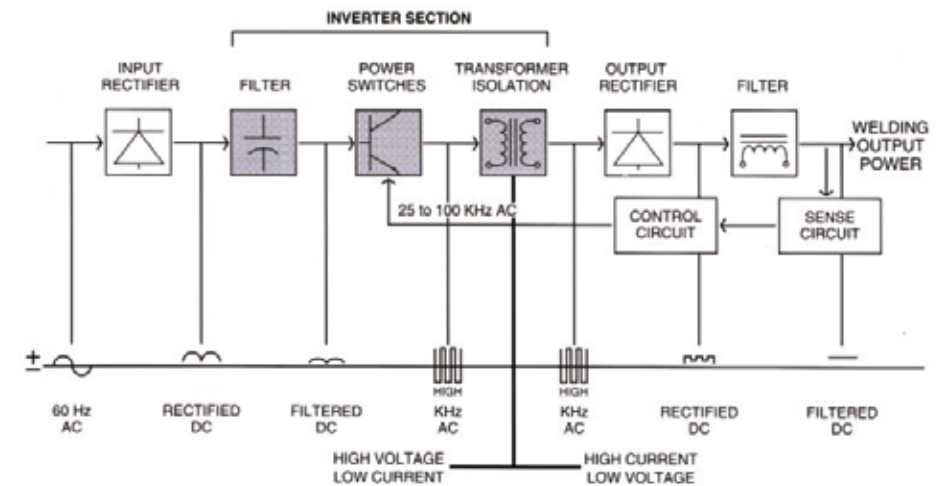 INVERTER SECTION
INPUT
RECTIFIER
FILTER
POWER
SWITCHES
TRANSFORMER
ISOLATION
OUTPUT
RECTIFIER
FILTER
WELDING
OUTPUT
POWER
25 to 100 KHz AC
CONTROL
CIRCUIT
SENSE
CIRCUIT
+
−
HIGH
HIGH
60 Hz
AC
RECTIFIED
DC
FILTERED
DC
KHz
AC
KHz
AC
RECTIFIED
DC
FILTERED
DC
HIGH VOLTAGE
LOW CURRENT
HIGH CURRENT
LOW VOLTAGE